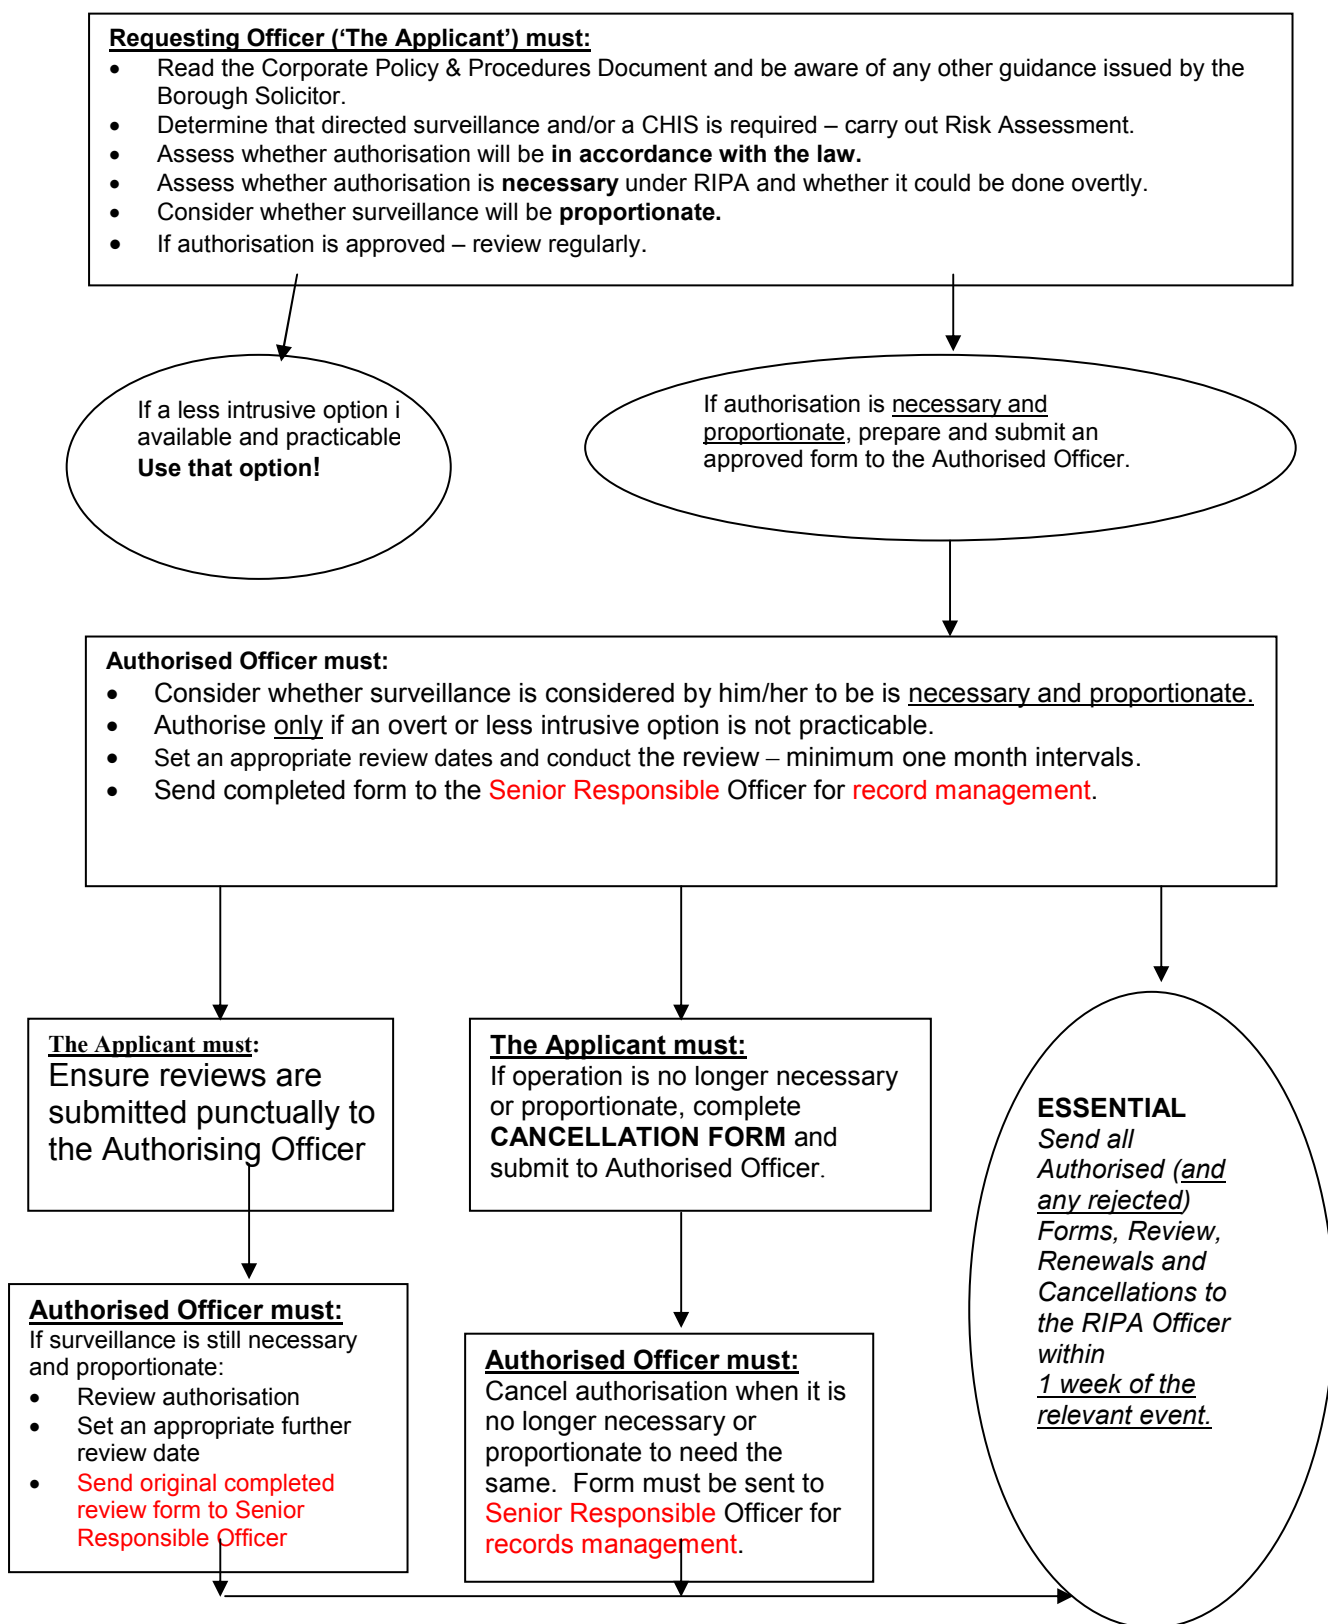 Requesting Officer (‘The Applicant’) must:
• Read the Corporate Policy & Procedures Document and be aware of any other guidance issued by the
Borough Solicitor.
• Determine that directed surveillance and/or a CHIS is required – carry out Risk Assessment.
• Assess whether authorisation will be in accordance with the law.
• Assess whether authorisation is necessary under RIPA and whether it could be done overtly.
• Consider whether surveillance will be proportionate.
• If authorisation is approved – review regularly.
If a less intrusive option i
available and practicable
Use that option!
If authorisation is necessary and
proportionate, prepare and submit an
approved form to the Authorised Officer.
Authorised Officer must:
• Consider whether surveillance is considered by him/her to be is necessary and proportionate.
• Authorise only if an overt or less intrusive option is not practicable.
• Set an appropriate review dates and conduct the review – minimum one month intervals.
• Send completed form to the Senior Responsible Officer for record management.
The Applicant must:
Ensure reviews are
submitted punctually to
the Authorising Officer
The Applicant must:
If operation is no longer necessary
or proportionate, complete
CANCELLATION FORM and
submit to Authorised Officer.
ESSENTIAL
Send all
Authorised (and
any rejected)
Forms, Review,
Renewals and
Cancellations to
the RIPA Officer
within
1 week of the
relevant event.
Authorised Officer must:
If surveillance is still necessary
and proportionate:
• Review authorisation
• Set an appropriate further
review date
• Send original completed
review form to Senior
Responsible Officer
Authorised Officer must:
Cancel authorisation when it is
no longer necessary or
proportionate to need the
same. Form must be sent to
Senior Responsible Officer for
records management.